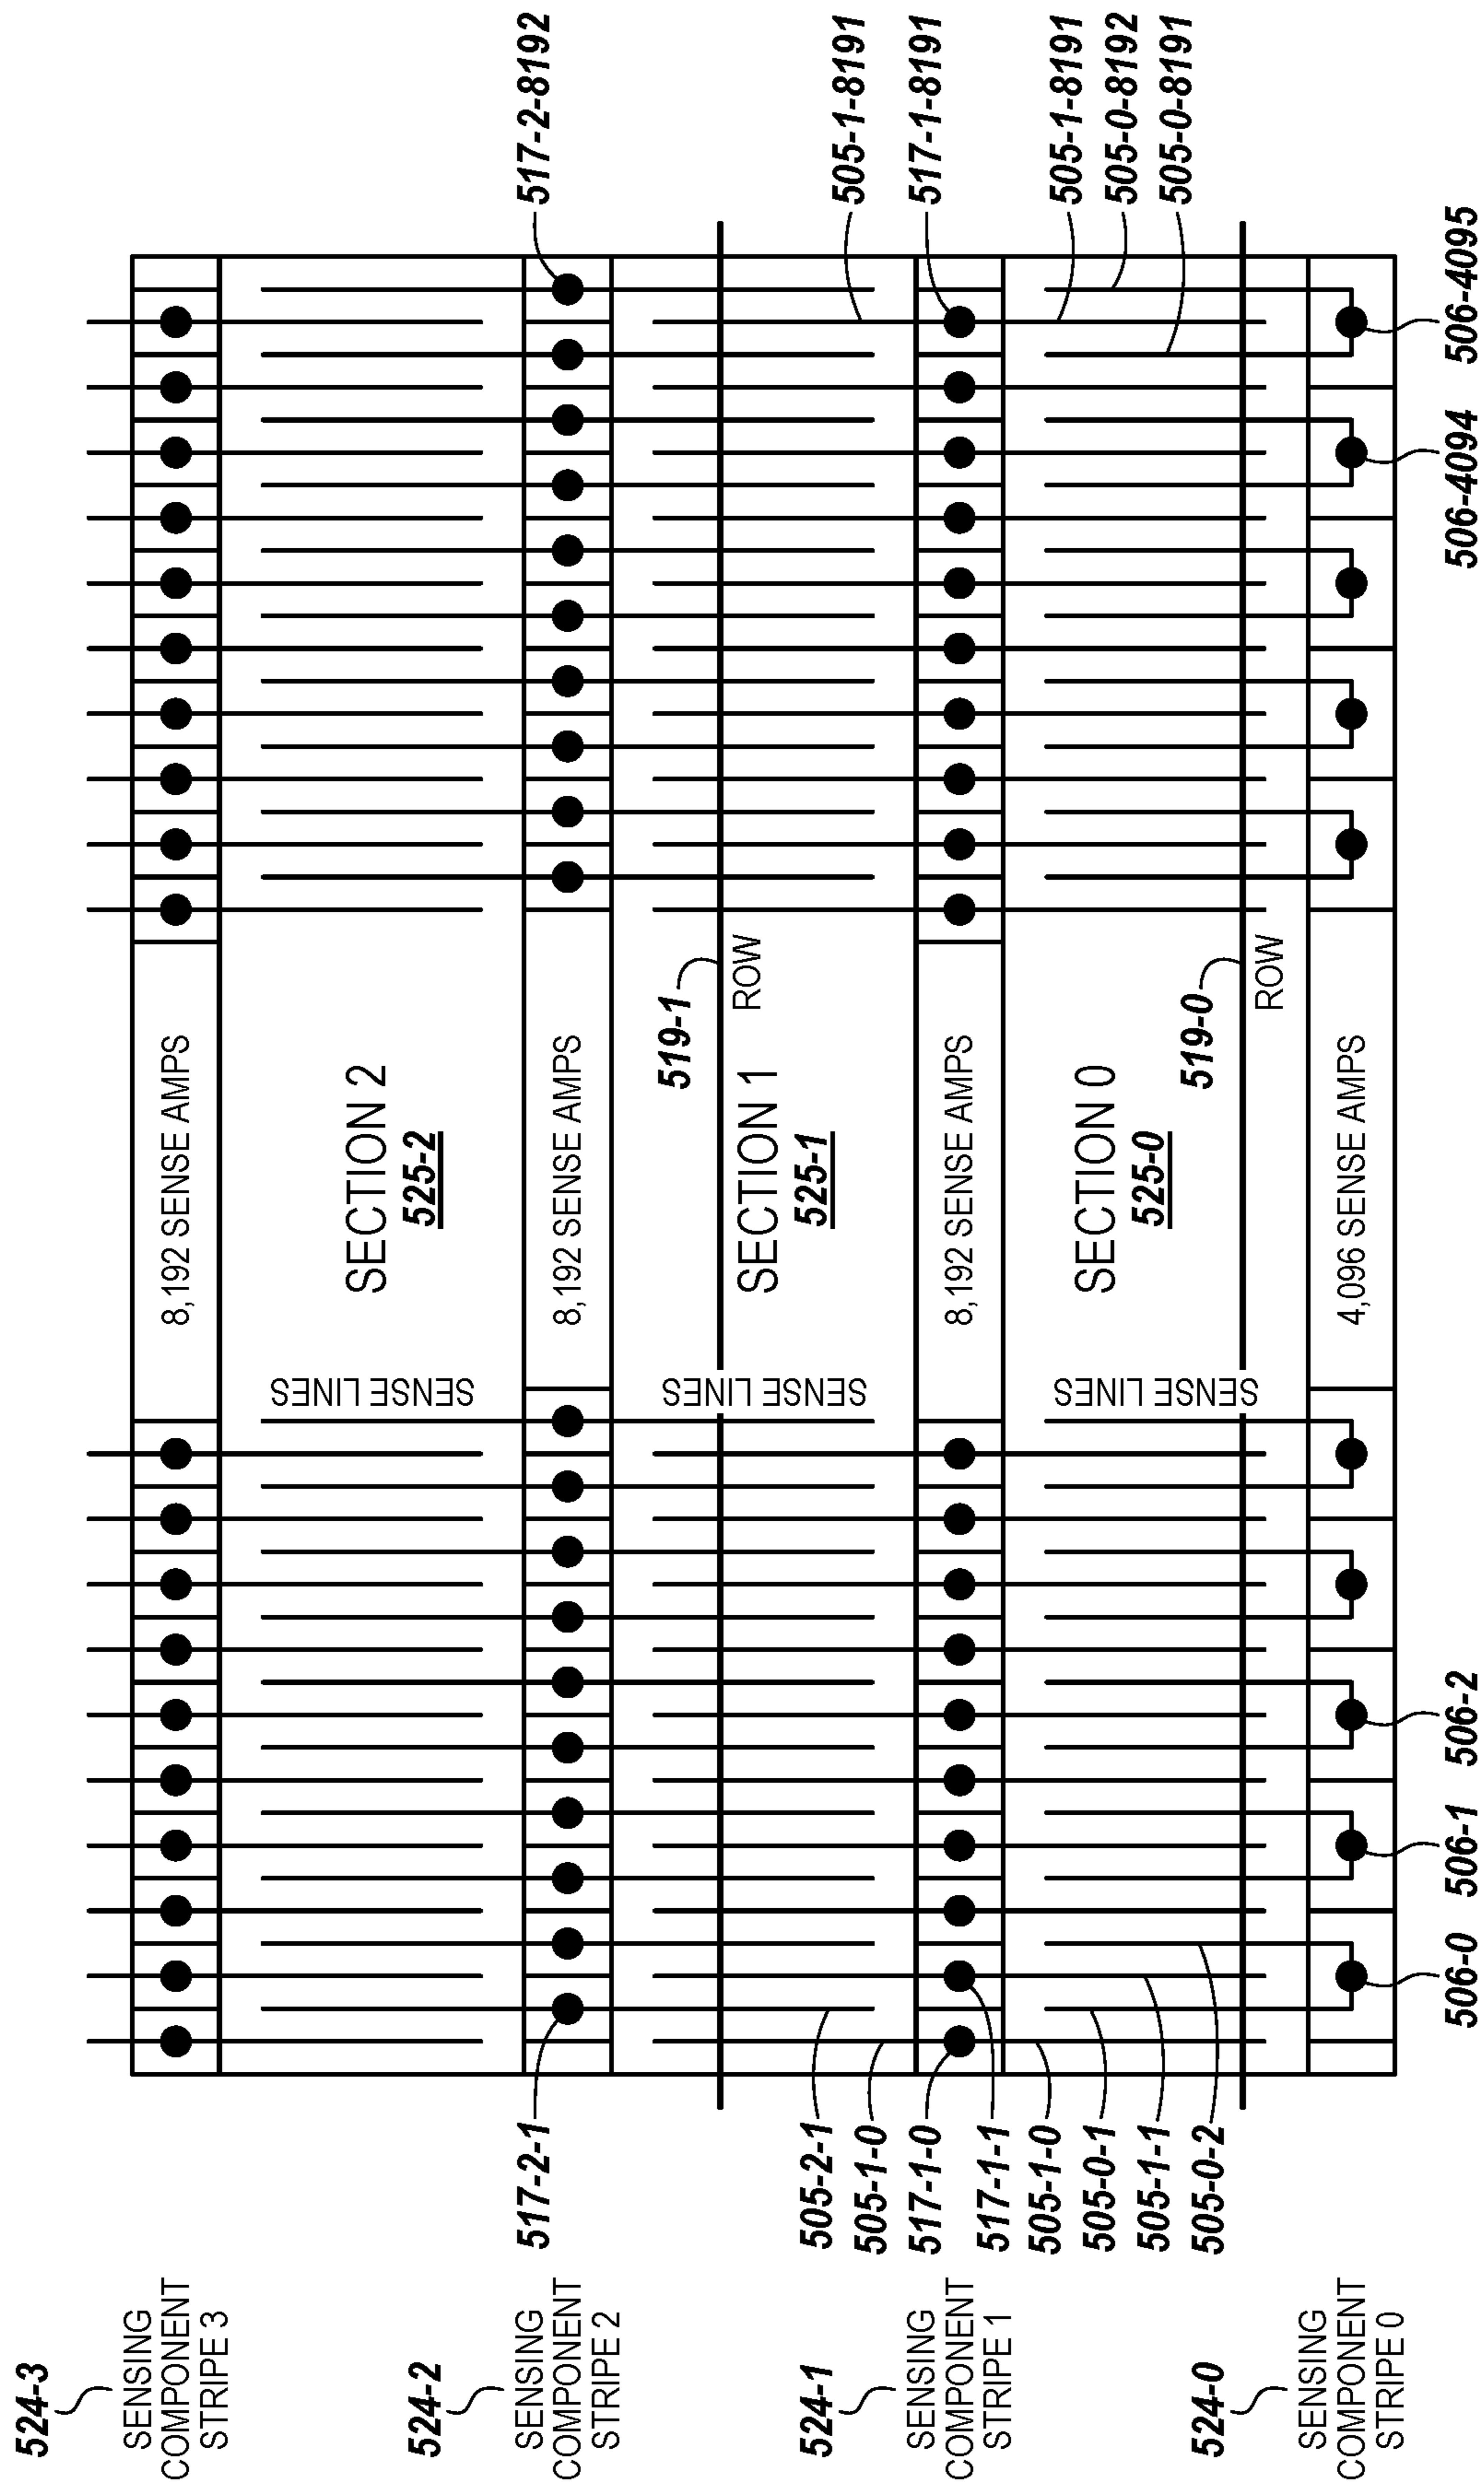 524-3
SENSING
COMPONENT
STRIPE 3
8,192 SENSE AMPS
SENSE LINES
SECTION 2
525-2
517-2-8192
524-2
SENSING
COMPONENT
STRIPE 2
517-2-1
8,192 SENSE AMPS
519-1
ROW
SENSE LINES
SECTION 1
525-1
505-2-1
505-1-0
505-1-8191
524-1
SENSING
COMPONENT
STRIPE 1
517-1-0
517-1-1
8,192 SENSE AMPS
517-1-8191
505-1-0
505-0-1
505-1-1
505-0-2
SENSE LINES
SECTION 0
525-0
505-1-8191
505-0-8192
505-0-8191
519-0
ROW
524-0
SENSING
COMPONENT
STRIPE 0
4,096 SENSE AMPS
506-0
506-1
506-2
506-4094
506-4095